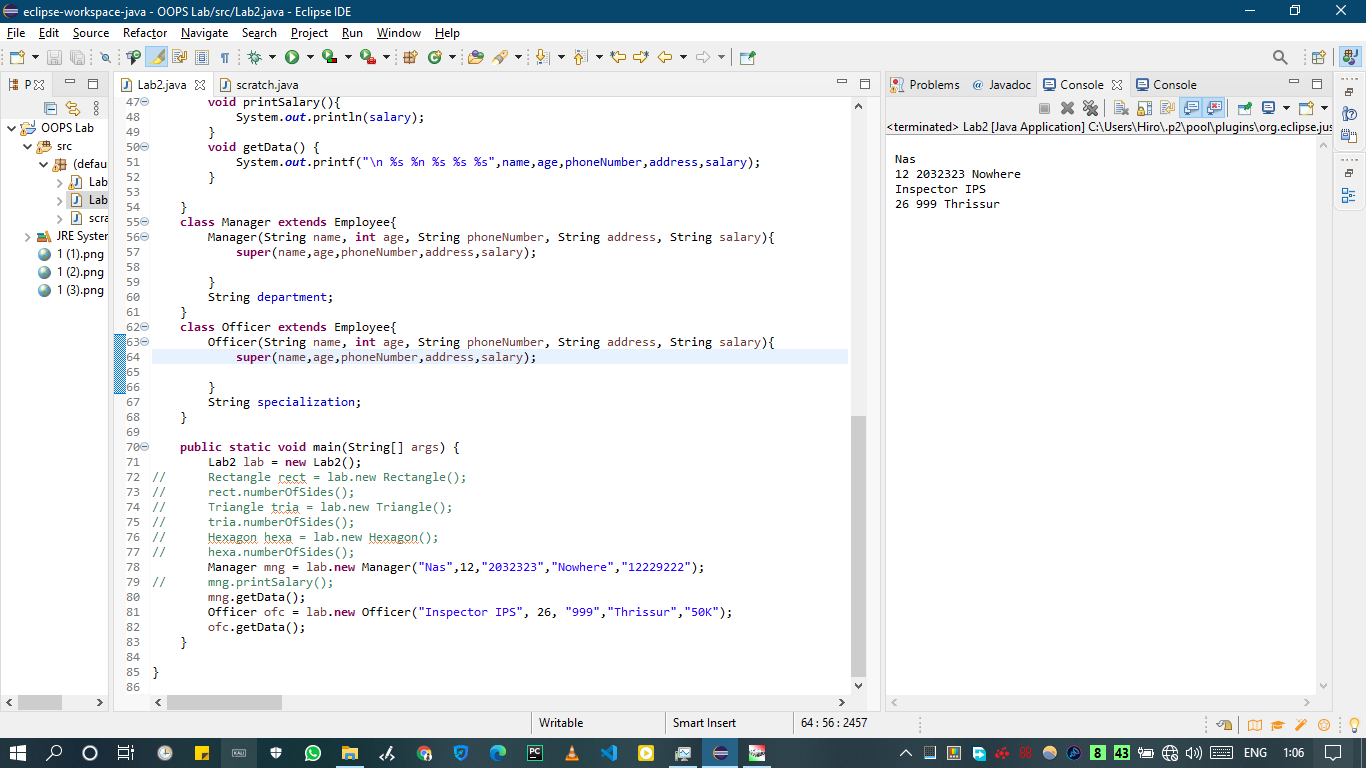 eclipse-workspace-java - OOPS Lab/src/Lab2.java - Eclipse IDE
File Edit Source Refactor Navigate Search Project Run Window Help
P
Lab2.java scratch.java
Problems @ Javadoc Console Console
OOPS Lab
src
(defau
Lab
Lab
scra
JRE System
1 (1).png
1 (2).png
1 (3).png
47 void printSalary(){
48 System.out.println(salary);
49 }
50 void getData() {
51 System.out.printf("\n %s %n %s %s %s",name,age,phoneNumber,address,salary);
52 }
53
54 }
55 class Manager extends Employee{
56 Manager(String name, int age, String phoneNumber, String address, String salary){
57 super(name,age,phoneNumber,address,salary);
58
59 }
60 String department;
61 }
62 class Officer extends Employee{
63 Officer(String name, int age, String phoneNumber, String address, String salary){
64 super(name,age,phoneNumber,address,salary);
65
66 }
67 String specialization;
68 }
69
70 public static void main(String[] args) {
71 Lab2 lab = new Lab2();
72 // Rectangle rect = lab.new Rectangle();
73 // rect.numberOfSides();
74 // Triangle tria = lab.new Triangle();
75 // tria.numberOfSides();
76 // Hexagon hexa = lab.new Hexagon();
77 // hexa.numberOfSides();
78 Manager mng = lab.new Manager("Nas",12,"2032323","Nowhere","12229222");
79 // mng.printSalary();
80 mng.getData();
81 Officer ofc = lab.new Officer("Inspector IPS", 26, "999","Thrissur","50K");
82 ofc.getData();
83 }
84
85 }
86
<terminated> Lab2 [Java Application] C:\Users\Hiro\.p2\pool\plugins\org.eclipse.jus
Nas
12 2032323 Nowhere
Inspector IPS
26 999 Thrissur
Writable Smart Insert 64 : 56 : 2457
KALI PC 8 43 ENG 1:06